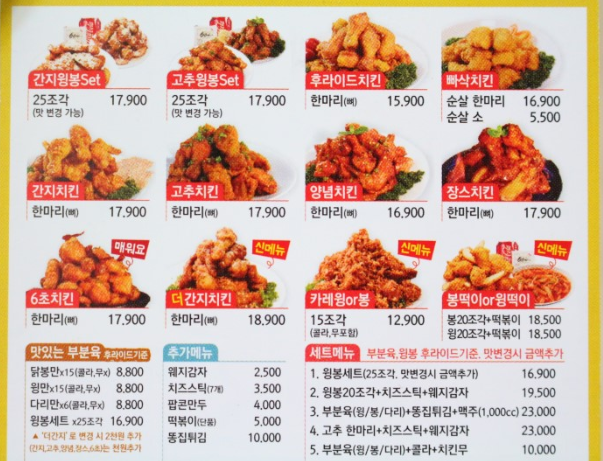 간지윙봉Set
25조각 17,900
(맛 변경 가능)
고추윙봉Set
25조각 17,900
(맛 변경 가능)
후라이드치킨
한마리(뼈) 15,900
빠삭치킨
순살 한마리 16,900
순살 소 5,500
간지치킨
한마리(뼈) 17,900
고추치킨
한마리(뼈) 17,900
양념치킨
한마리(뼈) 16,900
장스치킨
한마리(뼈) 17,900
매워요
6초치킨
한마리(뼈) 17,900
신메뉴
더간지치킨
한마리(뼈) 18,900
신메뉴
카레윙or봉
15조각 12,900
(콜라,무포함)
신메뉴
봉떡이or윙떡이
봉20조각+떡볶이 18,500
윙20조각+떡볶이 18,500
맛있는 부분육 후라이드기준
닭봉만x15(콜라,무x) 8,800
윙만x15(콜라,무x) 8,800
다리만x6(콜라,무x) 8,800
윙봉세트 x25조각 16,900
▲ '더간지' 로 변경 시 2천원 추가
(간지,고추,양념,장스,6초)는 천원추가
추가메뉴
웨지감자 2,500
치즈스틱(7개) 3,500
팝콘만두 4,000
떡볶이(단품) 5,000
똥집튀김 10,000
세트메뉴 부분육,윙봉 후라이드기준. 맛변경시 금액추가
1. 윙봉세트(25조각, 맛변경시 금액추가) 16,900
2. 윙봉20조각+치즈스틱+웨지감자 19,500
3. 부분육(윙/봉/다리)+똥집튀김+맥주(1,000cc) 23,000
4. 고추 한마리+치즈스틱+웨지감자 23,000
5. 부분육(윙/봉/다리)+콜라+치킨무 10,000